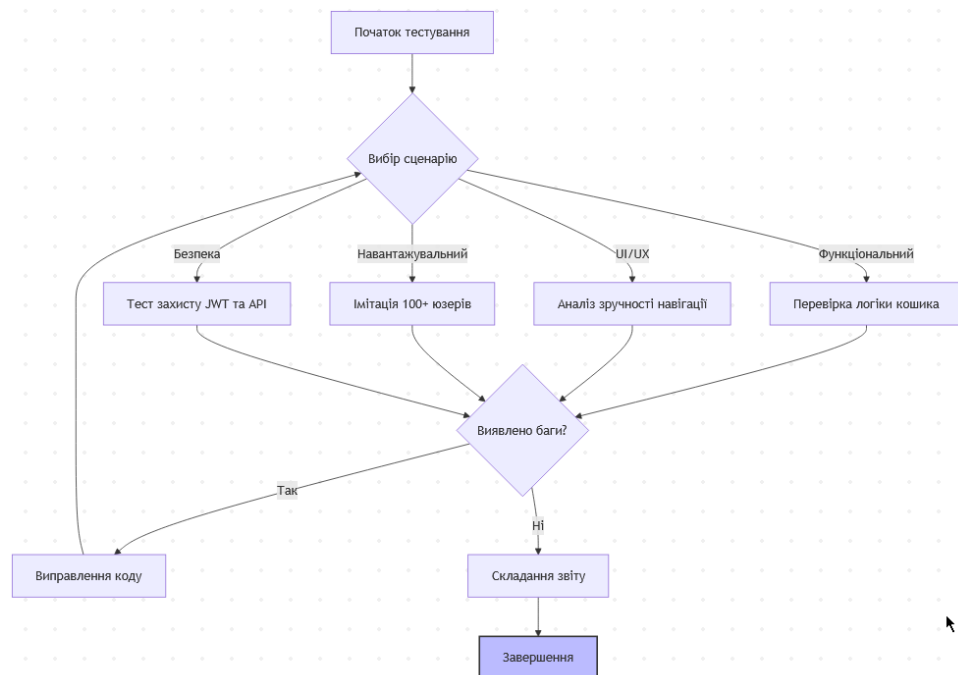 Початок тестування
Вибір сценарію
Безпека
Навантажувальний
UI/UX
Функціональний
Тест захисту JWT та API
Імітація 100+ юзерів
Аналіз зручності навігації
Перевірка логіки кошика
Виявлено баги?
Так
Ні
Виправлення коду
Складання звіту
Завершення